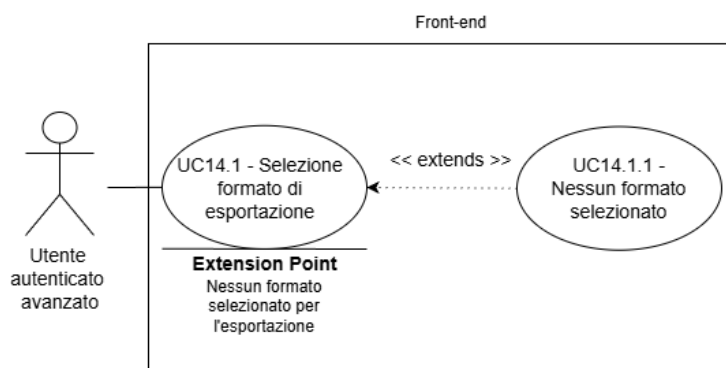 Front-end
UC14.1 - Selezione
formato di
esportazione
<< extends >>
UC14.1.1 -
Nessun formato
selezionato
Utente
autenticato
avanzato
Extension Point
Nessun formato
selezionato per
l'esportazione